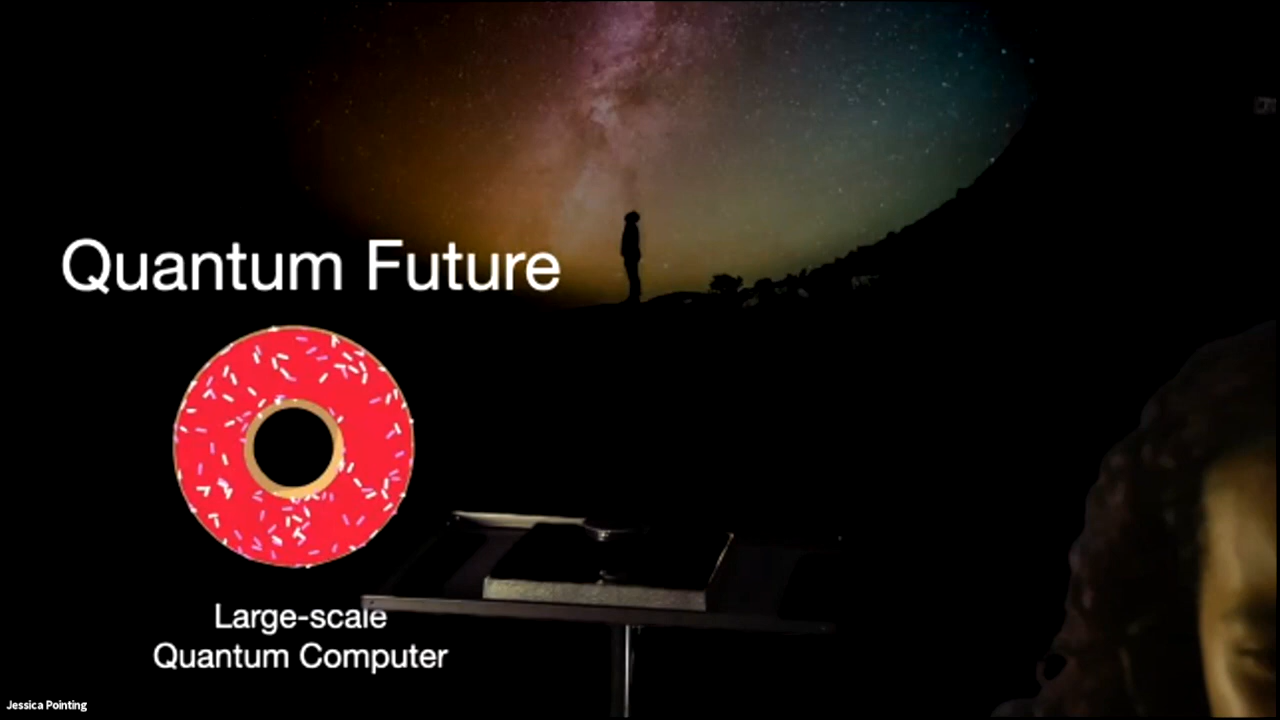 Quantum Future
Large-scale
Quantum Computer
Jessica Pointing